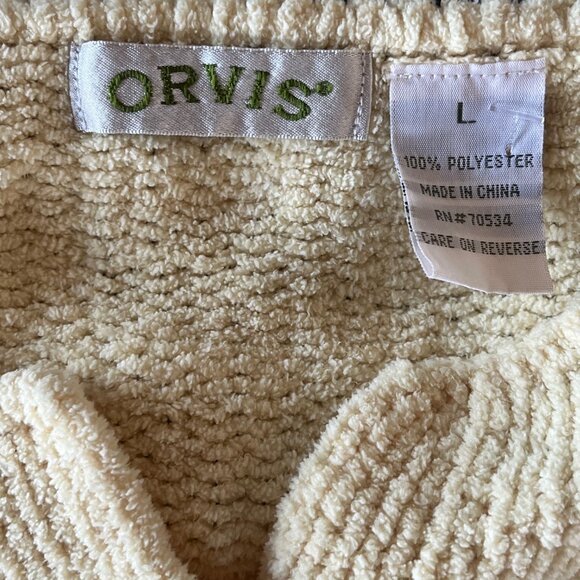 ORVIS
L
100% POLYESTER
MADE IN CHINA
RN#70534
CARE ON REVERSE